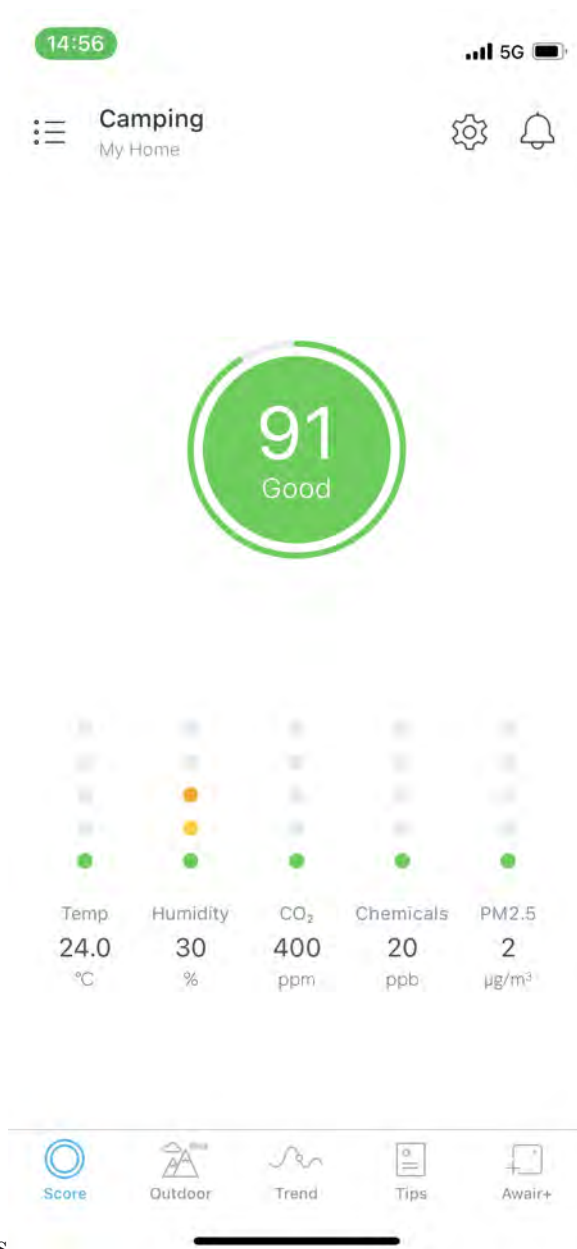 14:56
5G
Camping
My Home
91
Good
Temp Humidity CO₂ Chemicals PM2.5
24.0 30 400 20 2
°C % ppm ppb µg/m³
Score Outdoor Trend Tips Awair+
s